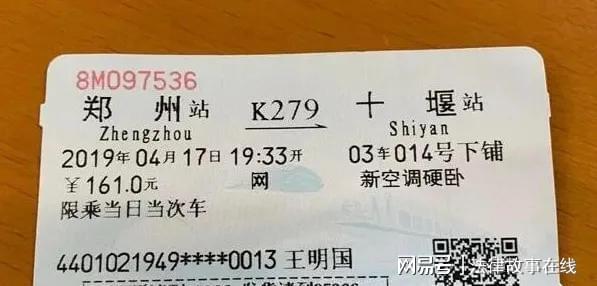 8M097536
郑州站 K279 十堰站
Zhengzhou Shiyan
2019年04月17日19:33开 03车014号下铺
￥161.0元 网 新空调硬卧
限乘当日当次车
4401021949****0013 王明国
网易号 | 法律故事在线